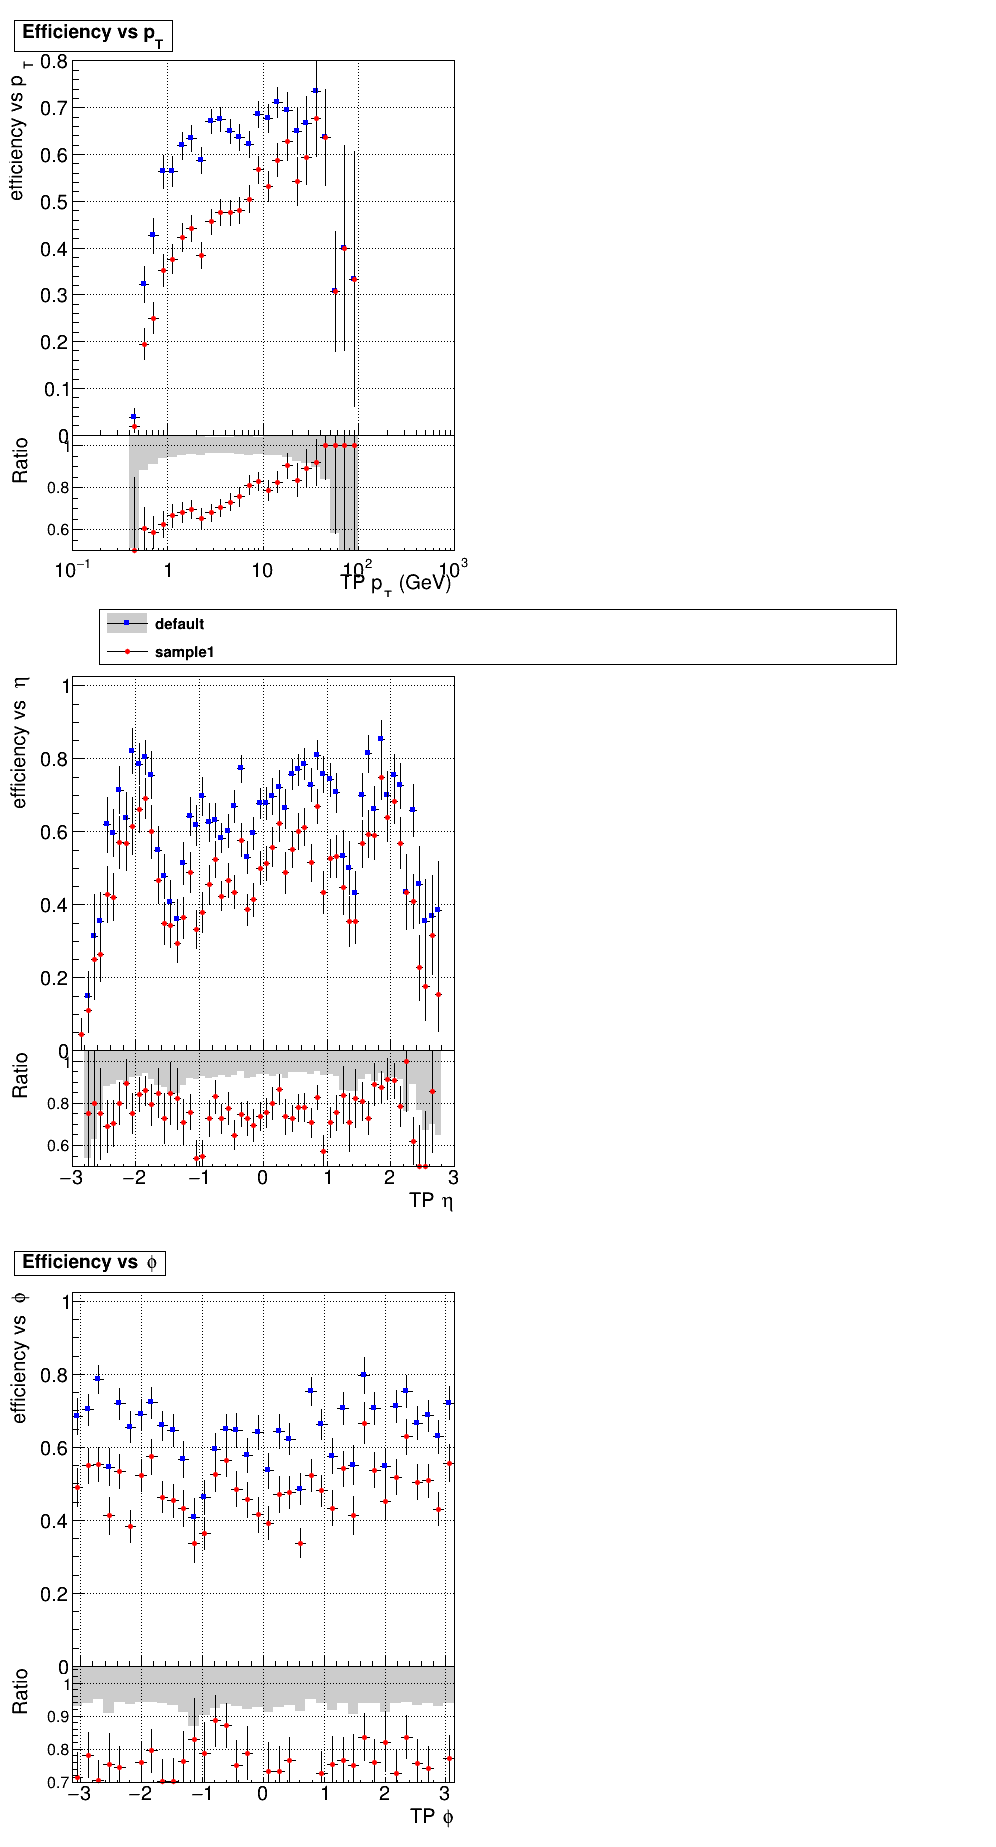 Efficiency vs p_T
efficiency vs p_T
0.8
0.7
0.6
0.5
0.4
0.3
0.2
0.1
0
Ratio
1
0.8
0.6
10^-1 1 10 10^2 10^3
TP p_T (GeV)
default
sample1
efficiency vs η
1
0.8
0.6
0.4
0.2
0
Ratio
1
0.8
0.6
−3 −2 −1 0 1 2 3
TP η
Efficiency vs ϕ
efficiency vs ϕ
1
0.8
0.6
0.4
0.2
0
Ratio
1
0.9
0.8
0.7
−3 −2 −1 0 1 2 3
TP ϕ